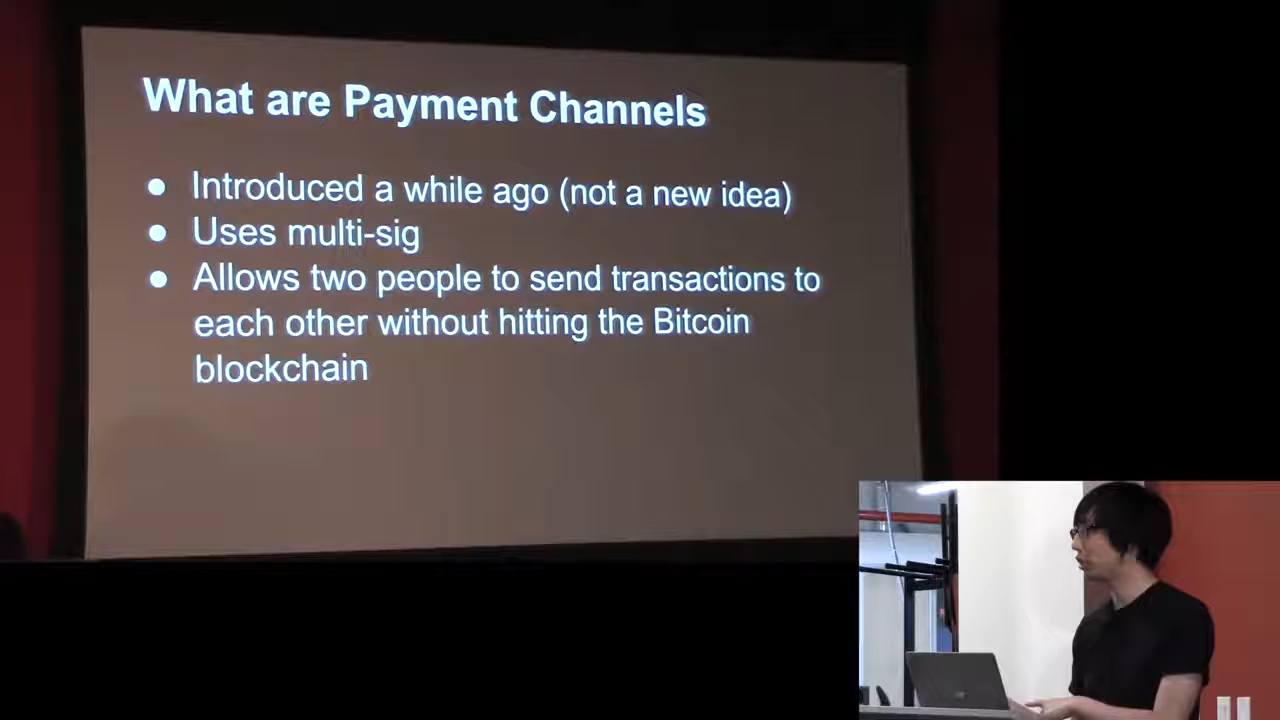 What are Payment Channels
● Introduced a while ago (not a new idea)
● Uses multi-sig
● Allows two people to send transactions to
each other without hitting the Bitcoin
blockchain